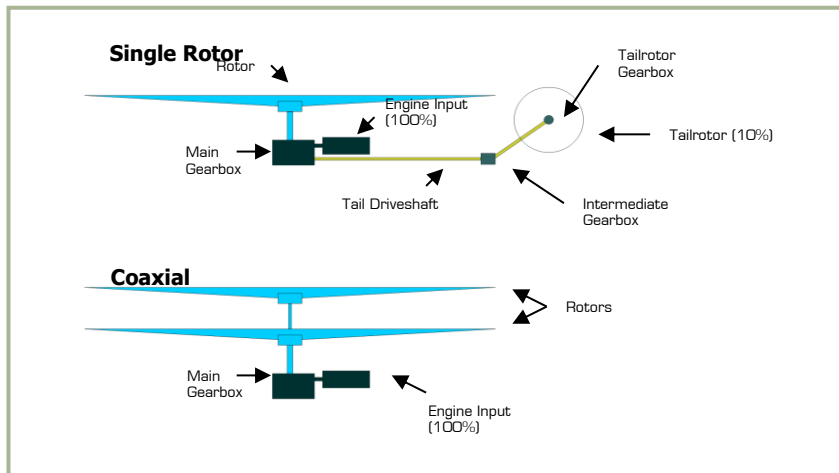 Single Rotor
Rotor
Tailrotor
Gearbox
Engine Input
(100%)
Tailrotor (10%)
Main
Gearbox
Tail Driveshaft
Intermediate
Gearbox
Coaxial
Rotors
Main
Gearbox
Engine Input
(100%)